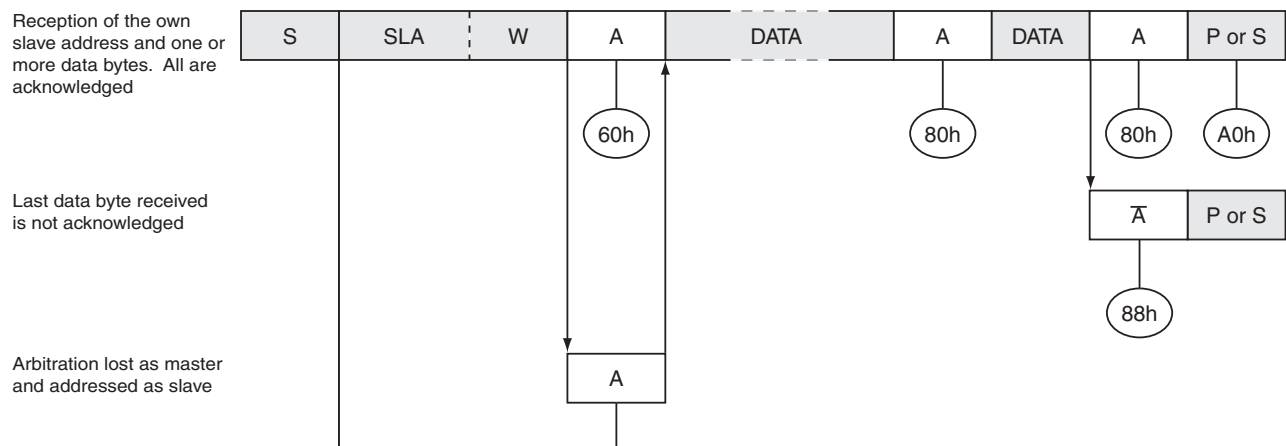 Reception of the own
slave address and one or
more data bytes. All are
acknowledged
S SLA W A DATA A DATA A P or S
60h 80h 80h A0h
Last data byte received
is not acknowledged
A̅ P or S
88h
Arbitration lost as master
and addressed as slave
A